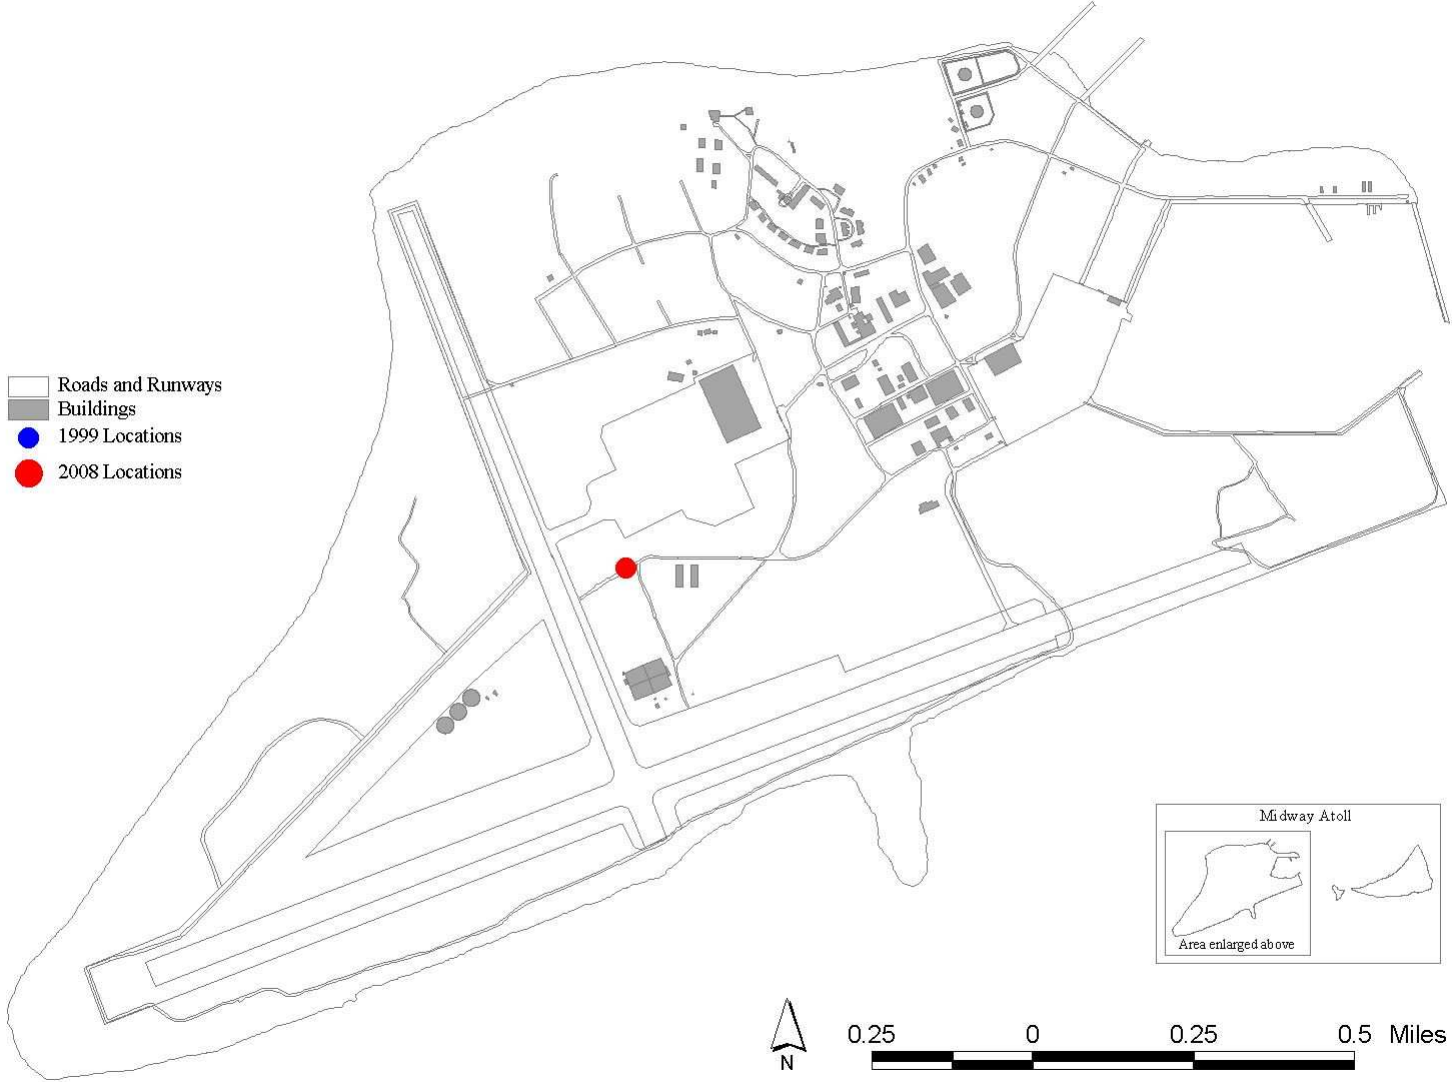 Roads and Runways
Buildings
1999 Locations
2008 Locations
Midway Atoll
Area enlarged above
N
0.25 0 0.25 0.5 Miles